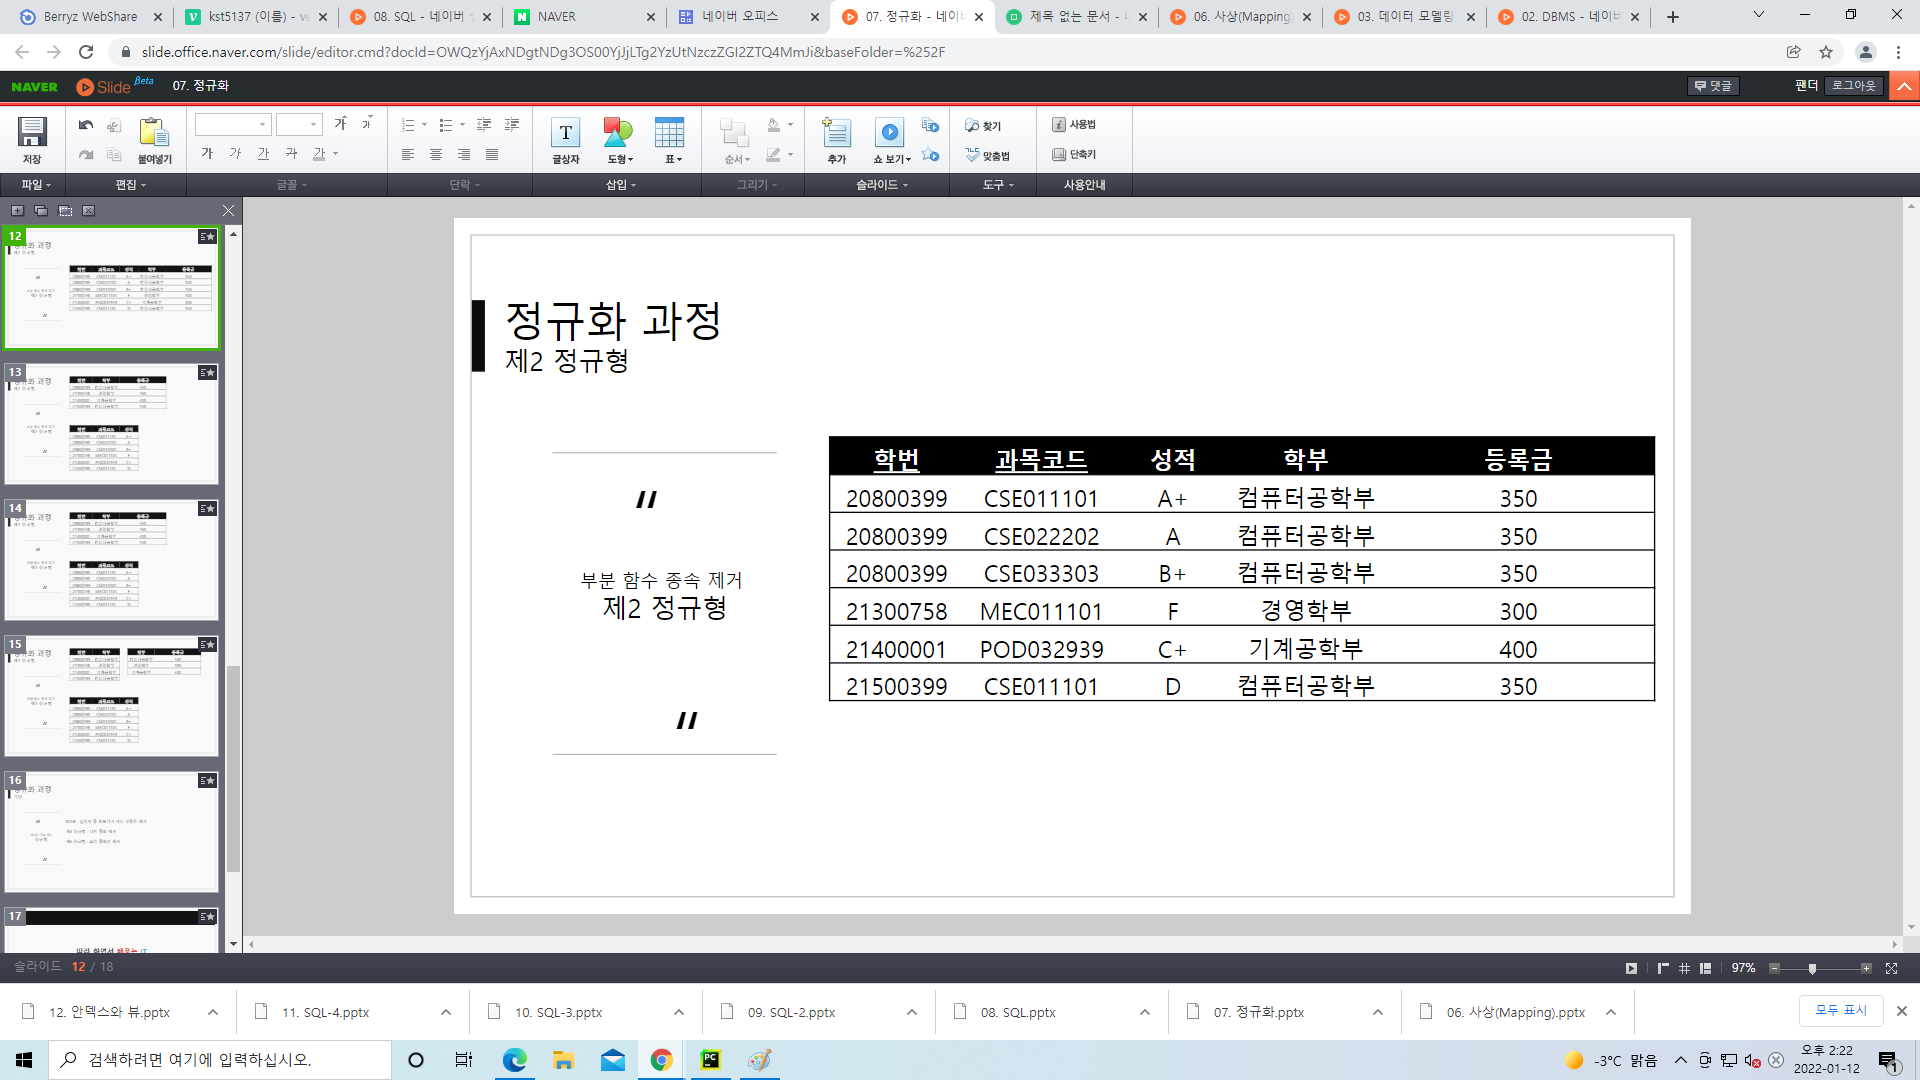 Berryz WebShare
kst5137 (이름) - ve
08. SQL - 네이버
NAVER
네이버 오피스
07. 정규화 - 네이버
제목 없는 문서 -
06. 사상(Mapping)
03. 데이터 모델링
02. DBMS - 네이버
slide.office.naver.com/slide/editor.cmd?docId=OWQzYjAxNDgtNDg3OS00YjJjLTg2YzUtNzczZGI2ZTQ4MmJi&baseFolder=%252F
NAVER Slide Beta 07. 정규화
댓글 팬더 로그아웃
저장 붙여넣기 가 가 가 가 가 가 가
글상자 도형 표 순서 추가 쇼 보기
찾기 맞춤법 사용법 단축키
파일 편집 글꼴 단락 삽입 그리기 슬라이드 도구 사용안내
12
13
14
15
16
17
정규화 과정
제2 정규형
"
부분 함수 종속 제거
제2 정규형
"
학번 과목코드 성적 학부 등록금
20800399 CSE011101 A+ 컴퓨터공학부 350
20800399 CSE022202 A 컴퓨터공학부 350
20800399 CSE033303 B+ 컴퓨터공학부 350
21300758 MEC011101 F 경영학부 300
21400001 POD032939 C+ 기계공학부 400
21500399 CSE011101 D 컴퓨터공학부 350
슬라이드 12 / 18
97%
12. 안덱스와 뷰.pptx
11. SQL-4.pptx
10. SQL-3.pptx
09. SQL-2.pptx
08. SQL.pptx
07. 정규화.pptx
06. 사상(Mapping).pptx
모두 표시
검색하려면 여기에 입력하십시오.
-3°C 맑음
오후 2:22
2022-01-12
1